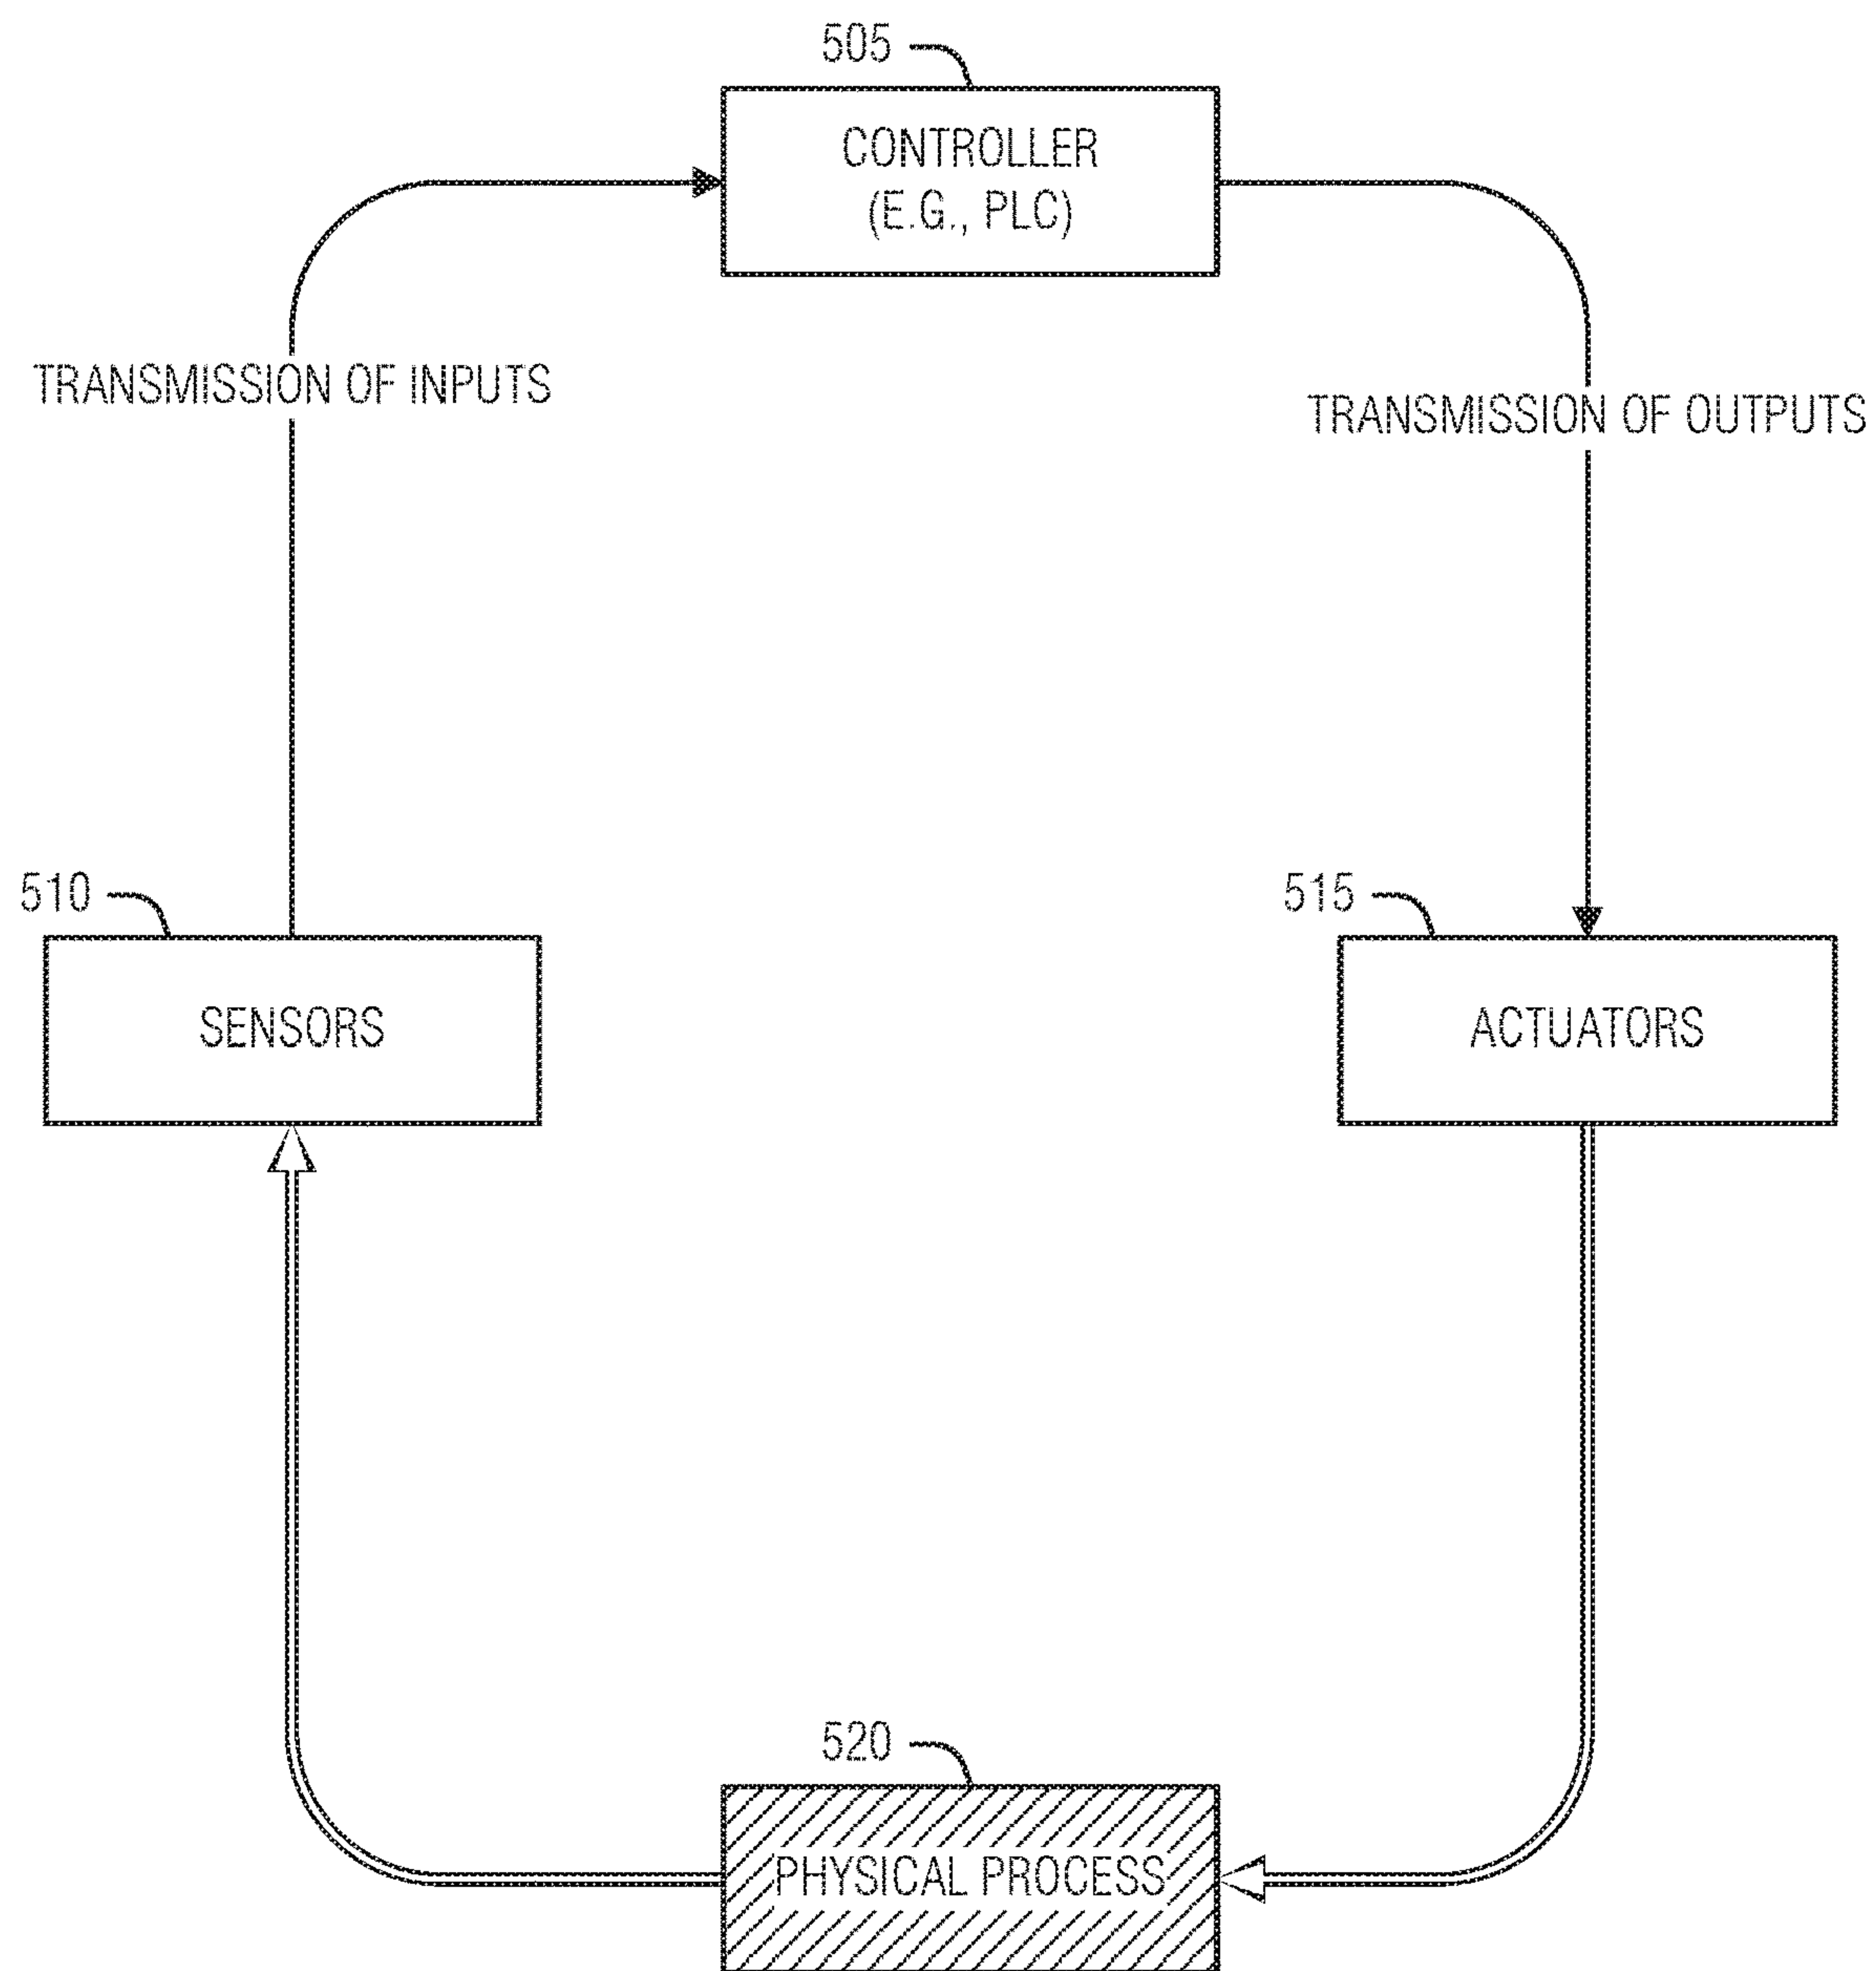 505
CONTROLLER
(E.G., PLC)
TRANSMISSION OF INPUTS
TRANSMISSION OF OUTPUTS
510
515
SENSORS
ACTUATORS
520
PHYSICAL PROCESS